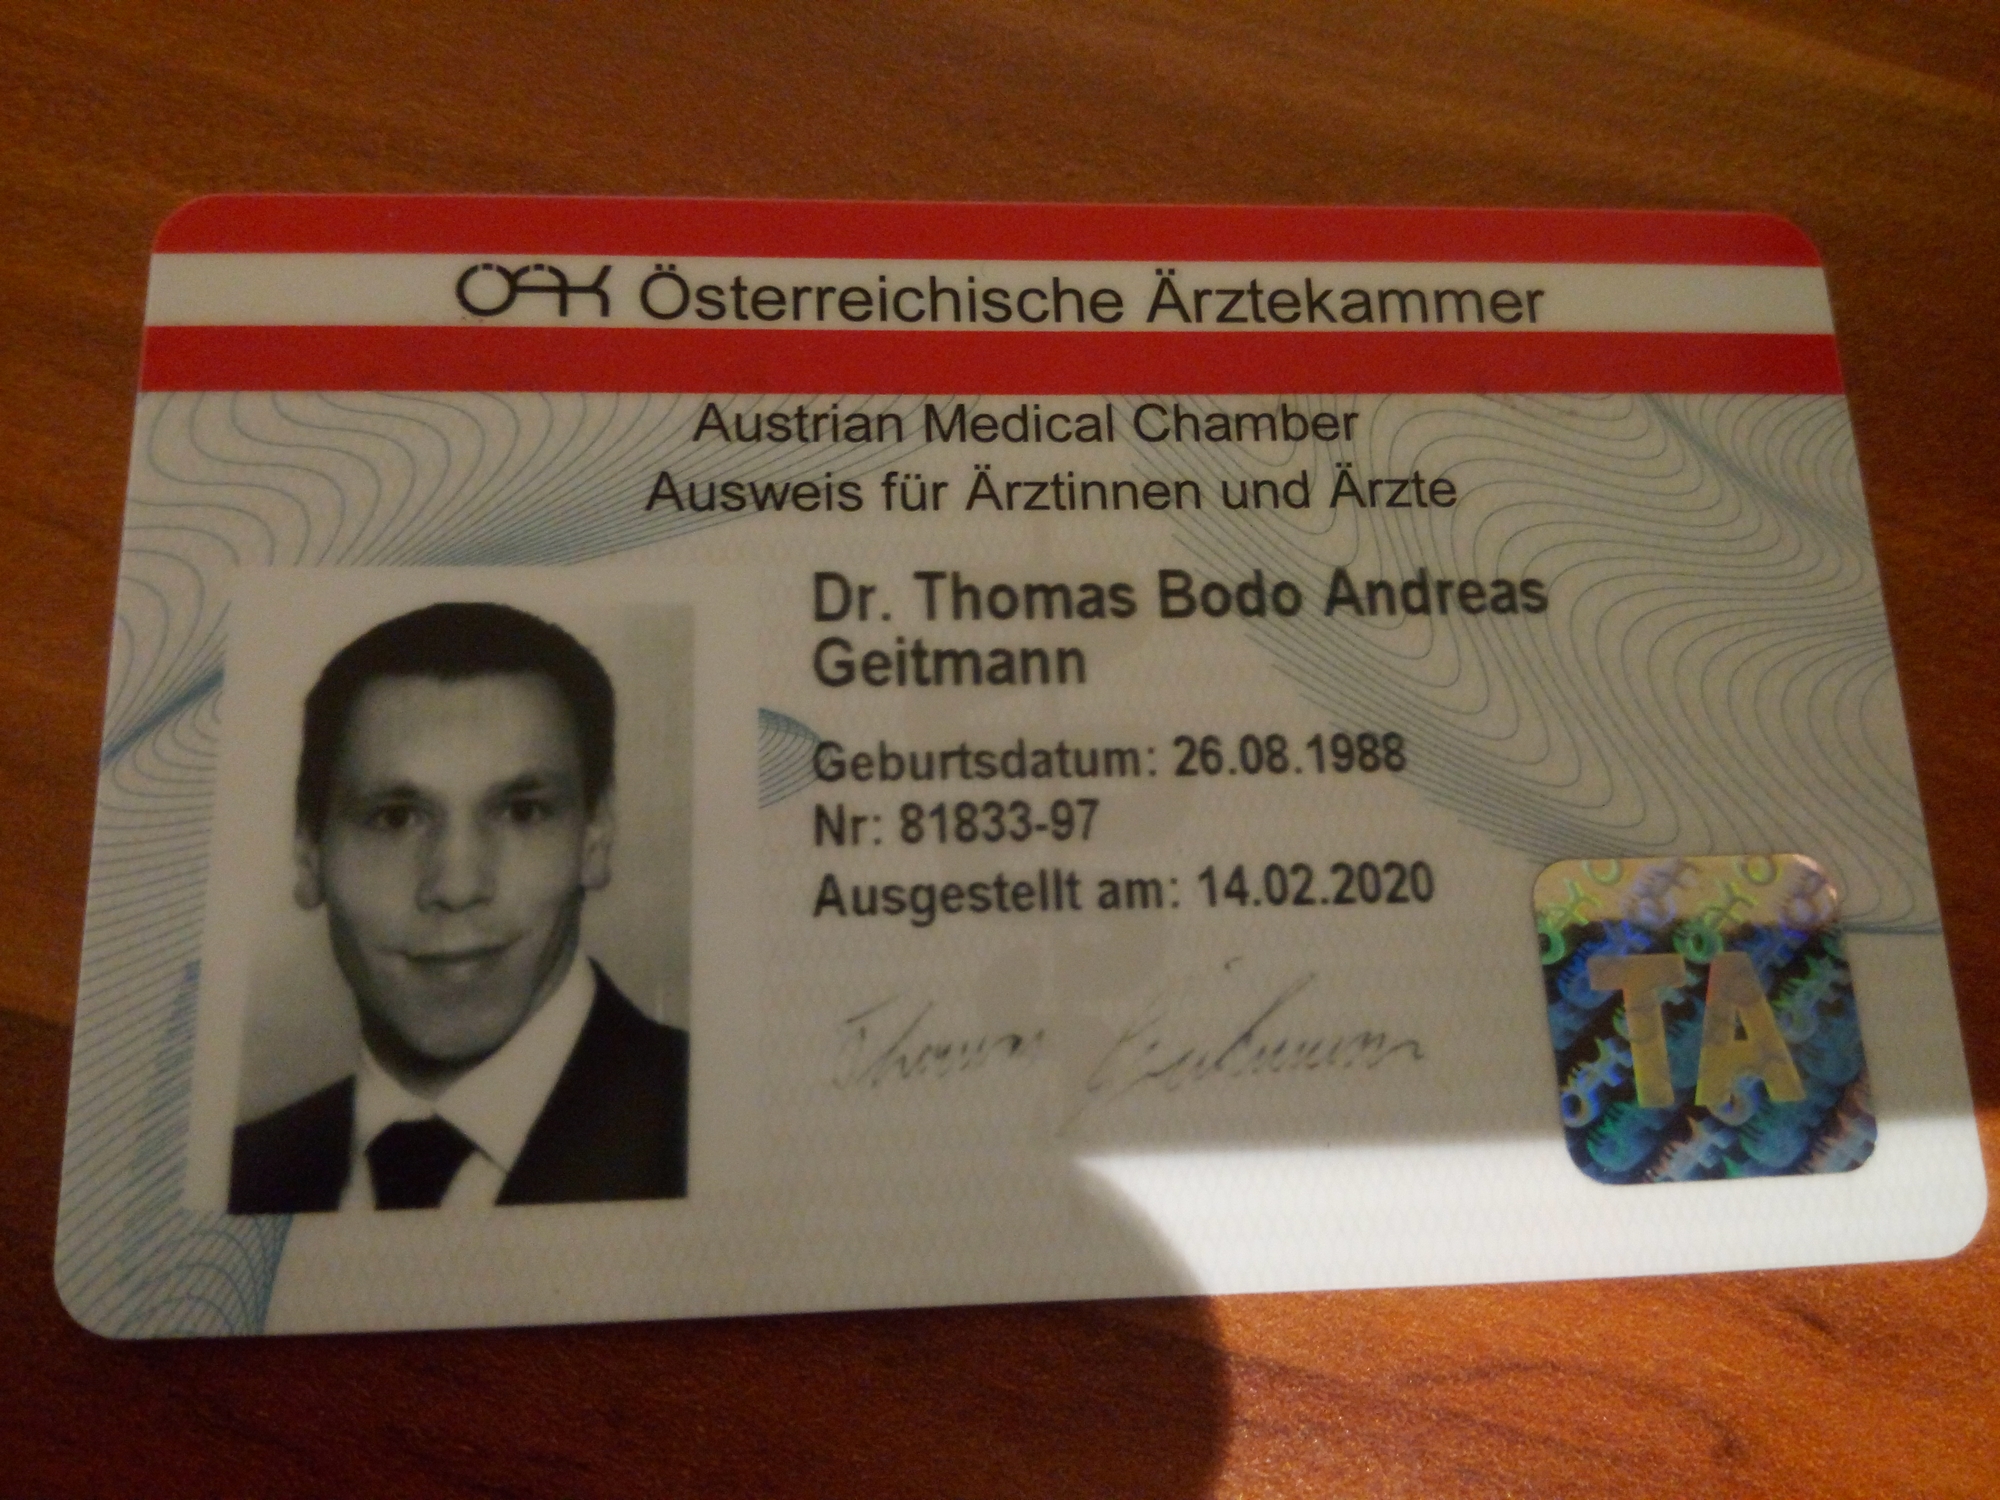 ÖÄK Österreichische Ärztekammer
Austrian Medical Chamber
Ausweis für Ärztinnen und Ärzte
Dr. Thomas Bodo Andreas
Geitmann
Geburtsdatum: 26.08.1988
Nr: 81833-97
Ausgestellt am: 14.02.2020
Thomas Geitmann
TA